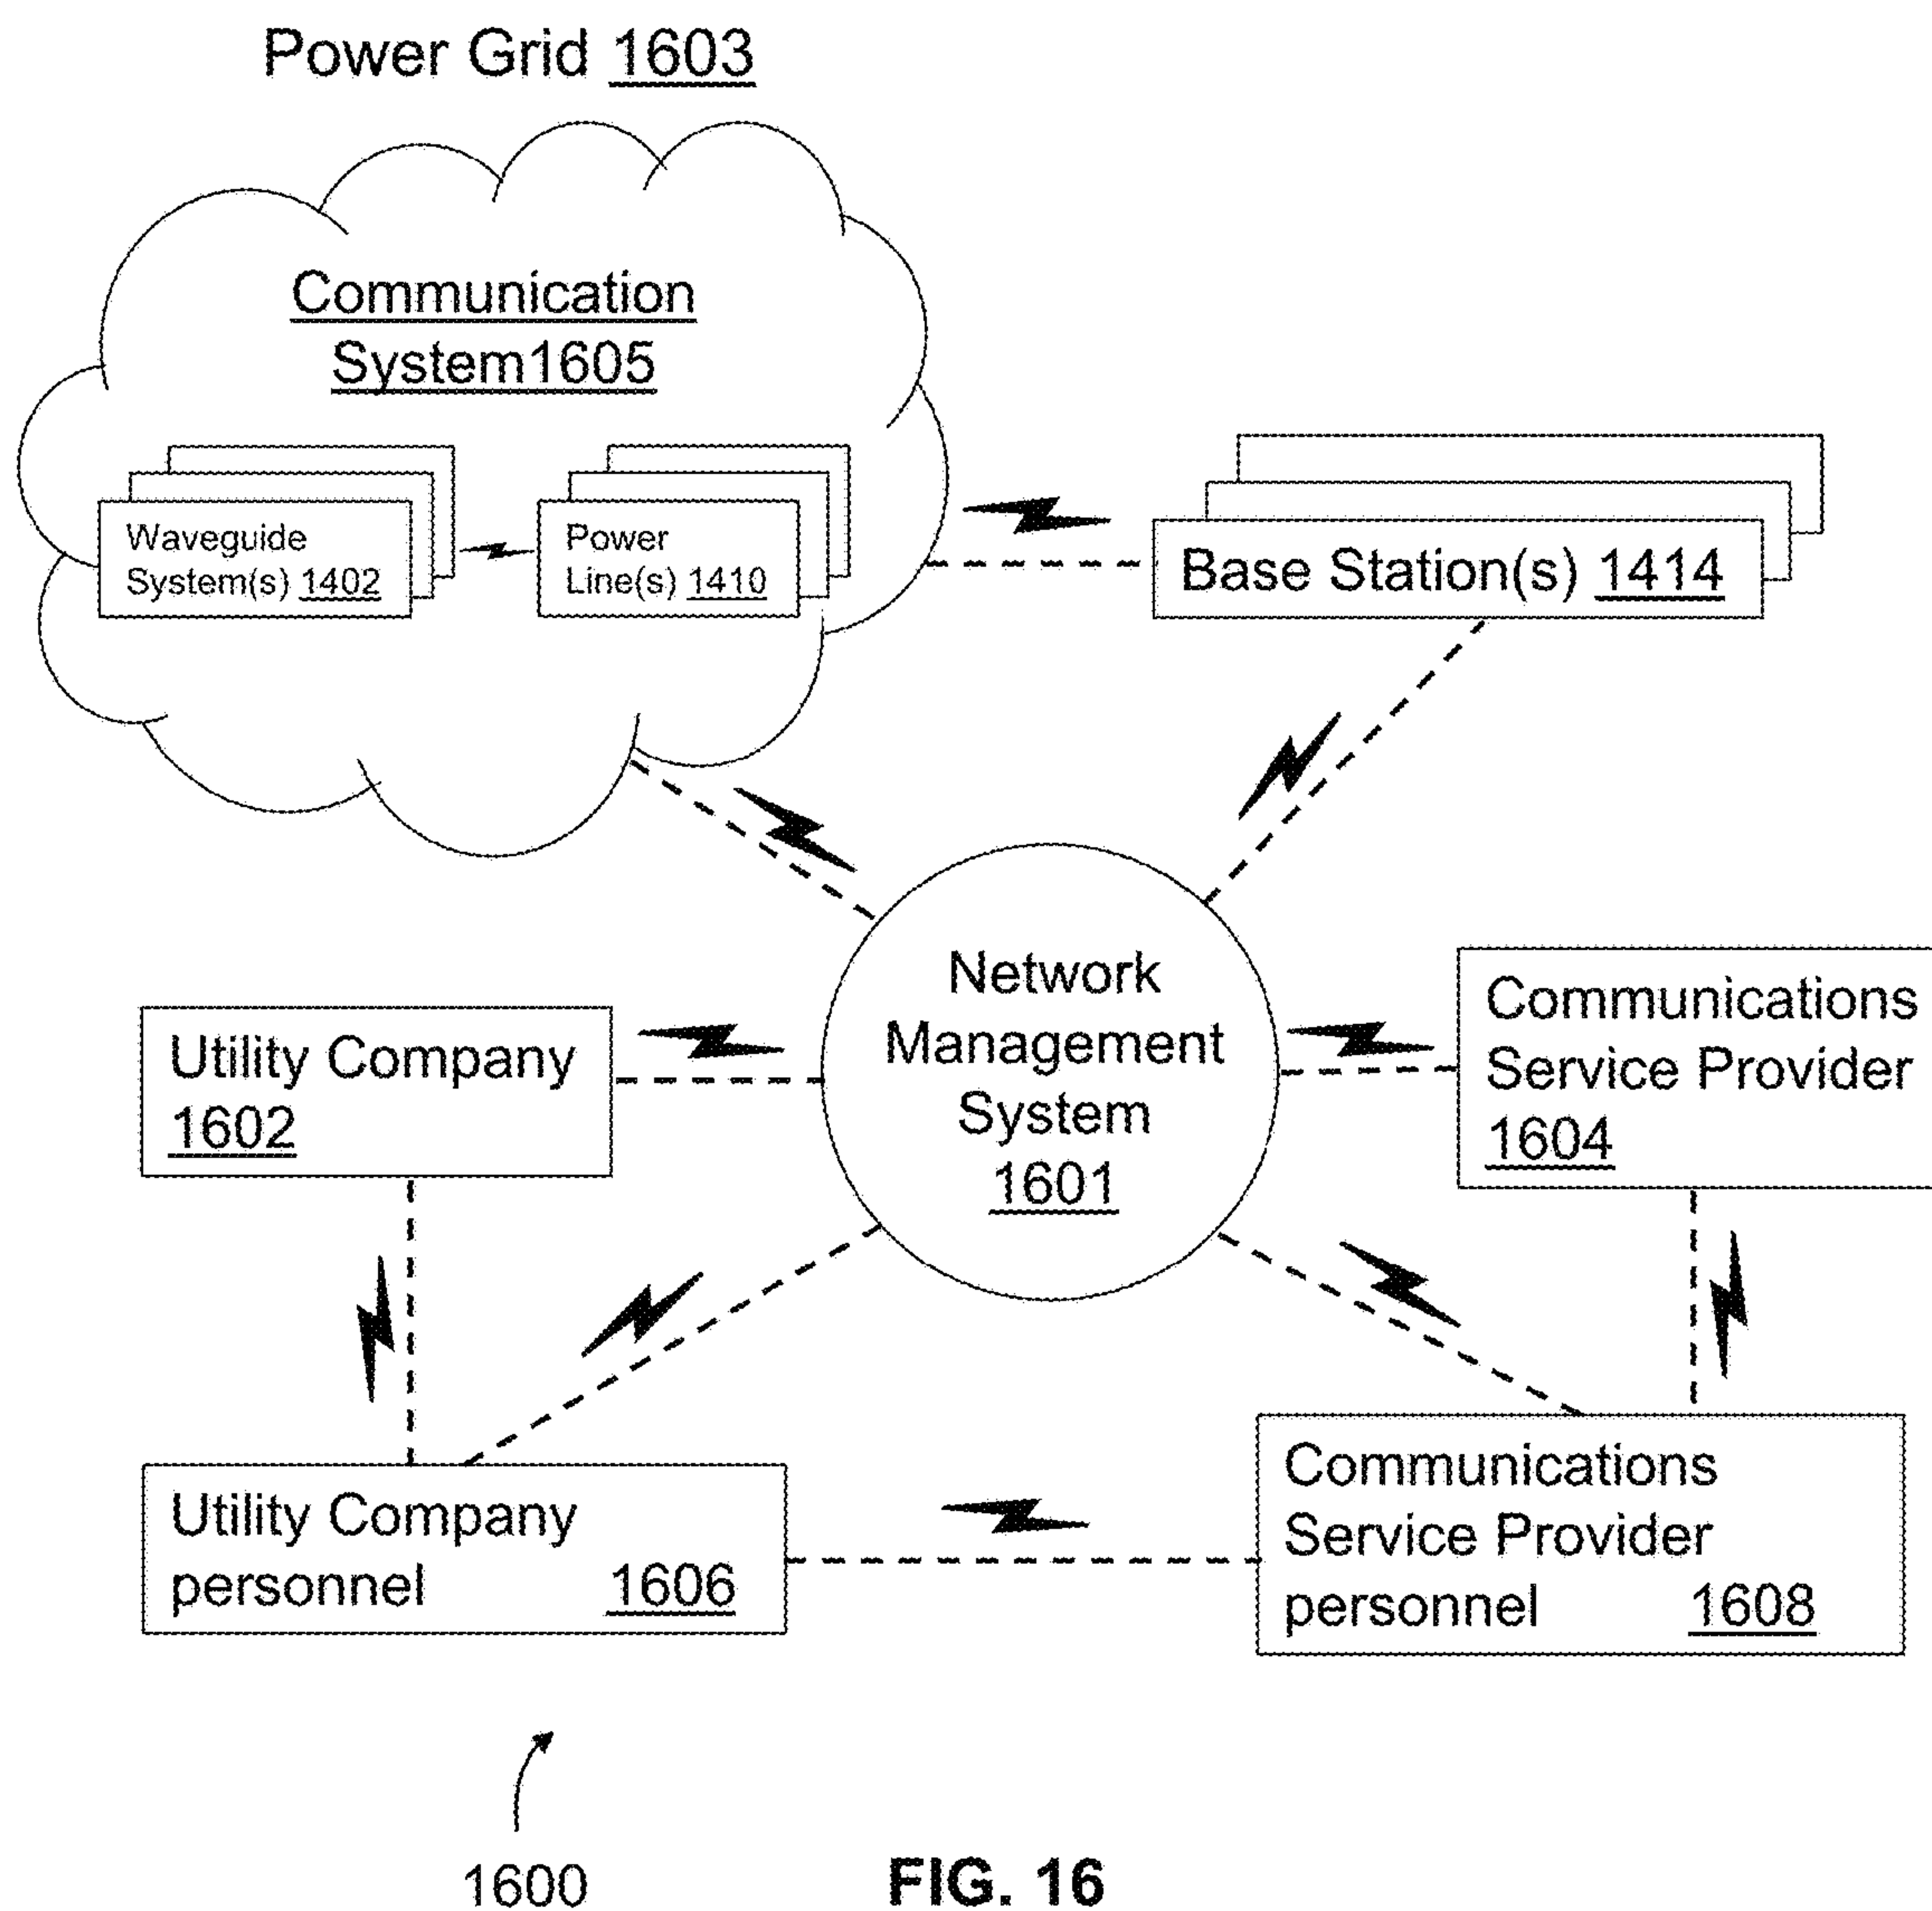 Power Grid 1603
Communication
System1605
Waveguide
System(s) 1402
Power
Line(s) 1410
Base Station(s) 1414
Network
Management
System
1601
Utility Company
1602
Communications
Service Provider
1604
Utility Company
personnel 1606
Communications
Service Provider
personnel 1608
1600
FIG. 16